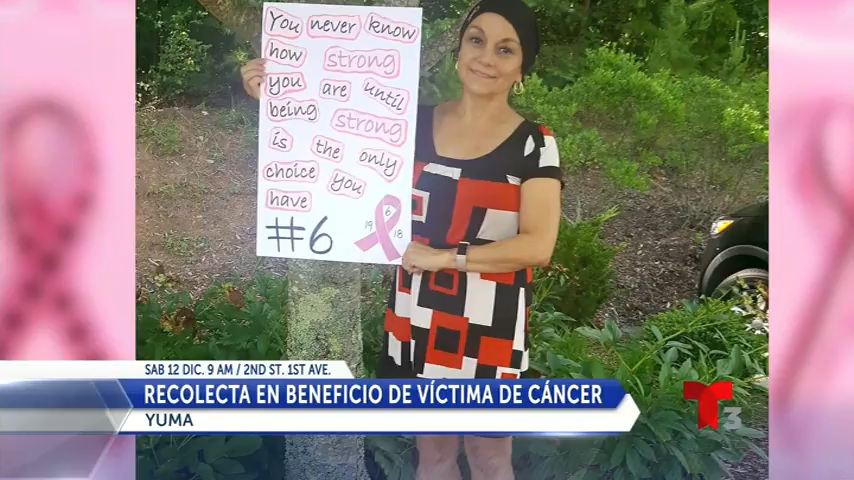 You never know
how strong
you are until
being strong
is the only
choice you
have
#6
19 6 18
SAB 12 DIC. 9 AM / 2ND ST. 1ST AVE.
RECOLECTA EN BENEFICIO DE VÍCTIMA DE CÁNCER
YUMA
3